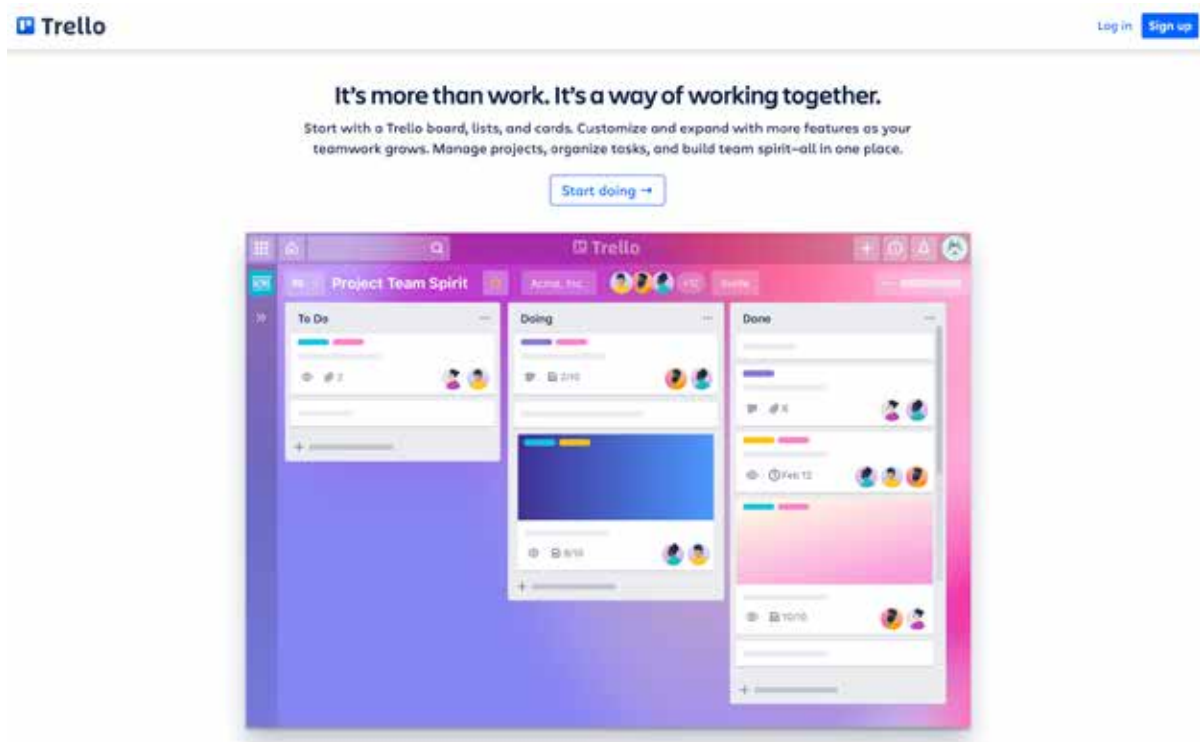 Trello
Log in
Sign up
It's more than work. It's a way of working together.
Start with a Trello board, lists, and cards. Customize and expand with more features as your
teamwork grows. Manage projects, organize tasks, and build team spirit—all in one place.
Start doing →
Trello
Project Team Spirit
Acme, Inc.
+12
Invite
To Do
2
Doing
2/10
8/10
Done
6
Feb 12
10/10